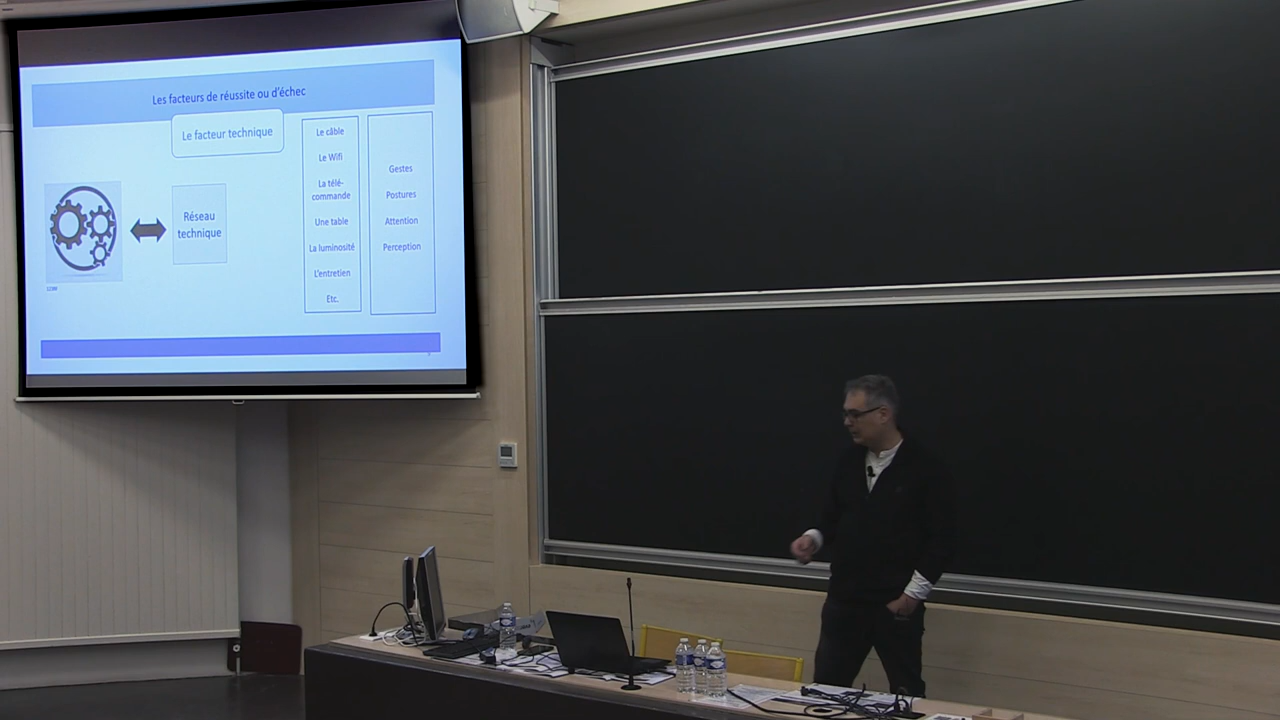 Les facteurs de réussite ou d'échec
Le facteur technique
Réseau
technique
Le câble
Le Wifi
La télé-
commande
Une table
La luminosité
L'entretien
Etc.
Gestes
Postures
Attention
Perception